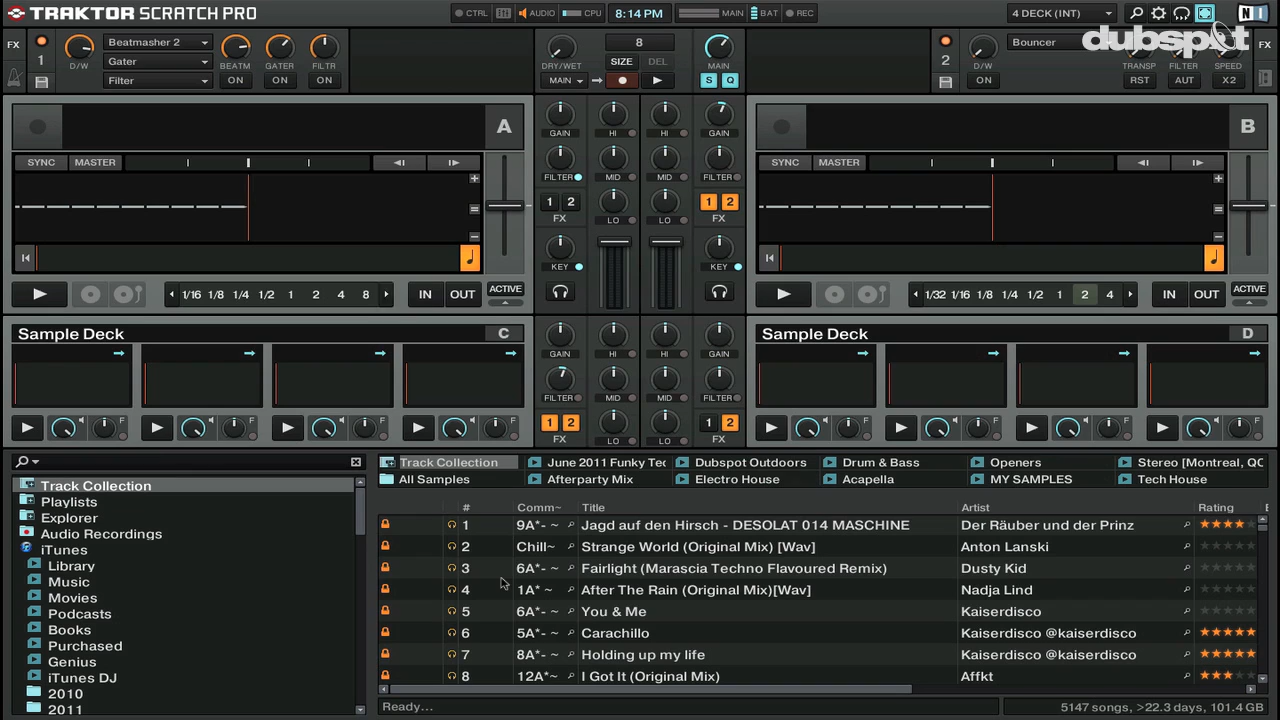 TRAKTOR SCRATCH PRO
CTRL AUDIO CPU 8:14 PM MAIN BAT REC
4 DECK (INT)
dubspot
FX 1 D/W Beatmasher 2 Gater Filter BEATM GATER FILTR ON ON ON
DRY/WET MAIN 8 SIZE DEL MAIN S Q
2 D/W Bouncer TRANSP FILTER SPEED FX
ON RST AUT X2
A
SYNC MASTER
1/16 1/8 1/4 1/2 1 2 4 8 IN OUT ACTIVE
GAIN HI HI GAIN
FILTER MID MID FILTER
1 2 FX LO LO 1 2 FX
KEY KEY
B
SYNC MASTER
1/32 1/16 1/8 1/4 1/2 1 2 4 IN OUT ACTIVE
Sample Deck C
F F F F
GAIN HI HI GAIN
FILTER MID MID FILTER
1 2 FX LO LO 1 2 FX
Sample Deck D
F F F F
Track Collection
Playlists
Explorer
Audio Recordings
iTunes
Library
Music
Movies
Podcasts
Books
Purchased
Genius
iTunes DJ
2010
2011
Track Collection June 2011 Funky Tec Dubspot Outdoors Drum & Bass Openers Stereo [Montreal, QC
All Samples Afterparty Mix Electro House Acapella MY SAMPLES Tech House
# Comm~ Title Artist Rating
1 9A*- ~ Jagd auf den Hirsch - DESOLAT 014 MASCHINE Der Räuber und der Prinz
2 Chill~ Strange World (Original Mix) [Wav] Anton Lanski
3 6A*- ~ Fairlight (Marascia Techno Flavoured Remix) Dusty Kid
4 1A* ~ After The Rain (Original Mix)[Wav] Nadja Lind
5 6A*- ~ You & Me Kaiserdisco
6 5A*- ~ Carachillo Kaiserdisco @kaiserdisco
7 8A*- ~ Holding up my life Kaiserdisco @kaiserdisco
8 12A*~ I Got It (Original Mix) Affkt
Ready... 5147 songs, >22.3 days, 101.4 GB